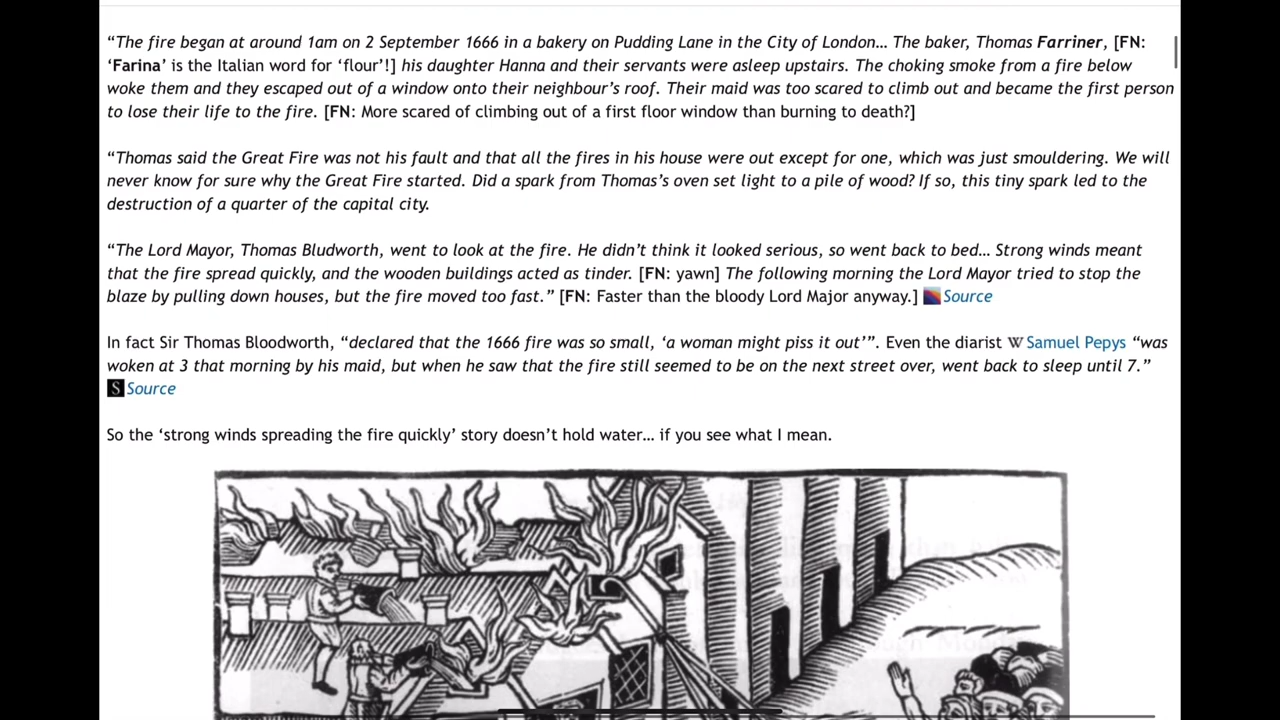 “The fire began at around 1am on 2 September 1666 in a bakery on Pudding Lane in the City of London… The baker, Thomas Farriner, [FN:
‘Farina’ is the Italian word for ‘flour’!] his daughter Hanna and their servants were asleep upstairs. The choking smoke from a fire below
woke them and they escaped out of a window onto their neighbour’s roof. Their maid was too scared to climb out and became the first person
to lose their life to the fire. [FN: More scared of climbing out of a first floor window than burning to death?]
“Thomas said the Great Fire was not his fault and that all the fires in his house were out except for one, which was just smouldering. We will
never know for sure why the Great Fire started. Did a spark from Thomas’s oven set light to a pile of wood? If so, this tiny spark led to the
destruction of a quarter of the capital city.
“The Lord Mayor, Thomas Bludworth, went to look at the fire. He didn’t think it looked serious, so went back to bed… Strong winds meant
that the fire spread quickly, and the wooden buildings acted as tinder. [FN: yawn] The following morning the Lord Mayor tried to stop the
blaze by pulling down houses, but the fire moved too fast.” [FN: Faster than the bloody Lord Major anyway.] Source
In fact Sir Thomas Bloodworth, “declared that the 1666 fire was so small, ‘a woman might piss it out’”. Even the diarist W Samuel Pepys “was
woken at 3 that morning by his maid, but when he saw that the fire still seemed to be on the next street over, went back to sleep until 7.”
S Source
So the ‘strong winds spreading the fire quickly’ story doesn’t hold water… if you see what I mean.